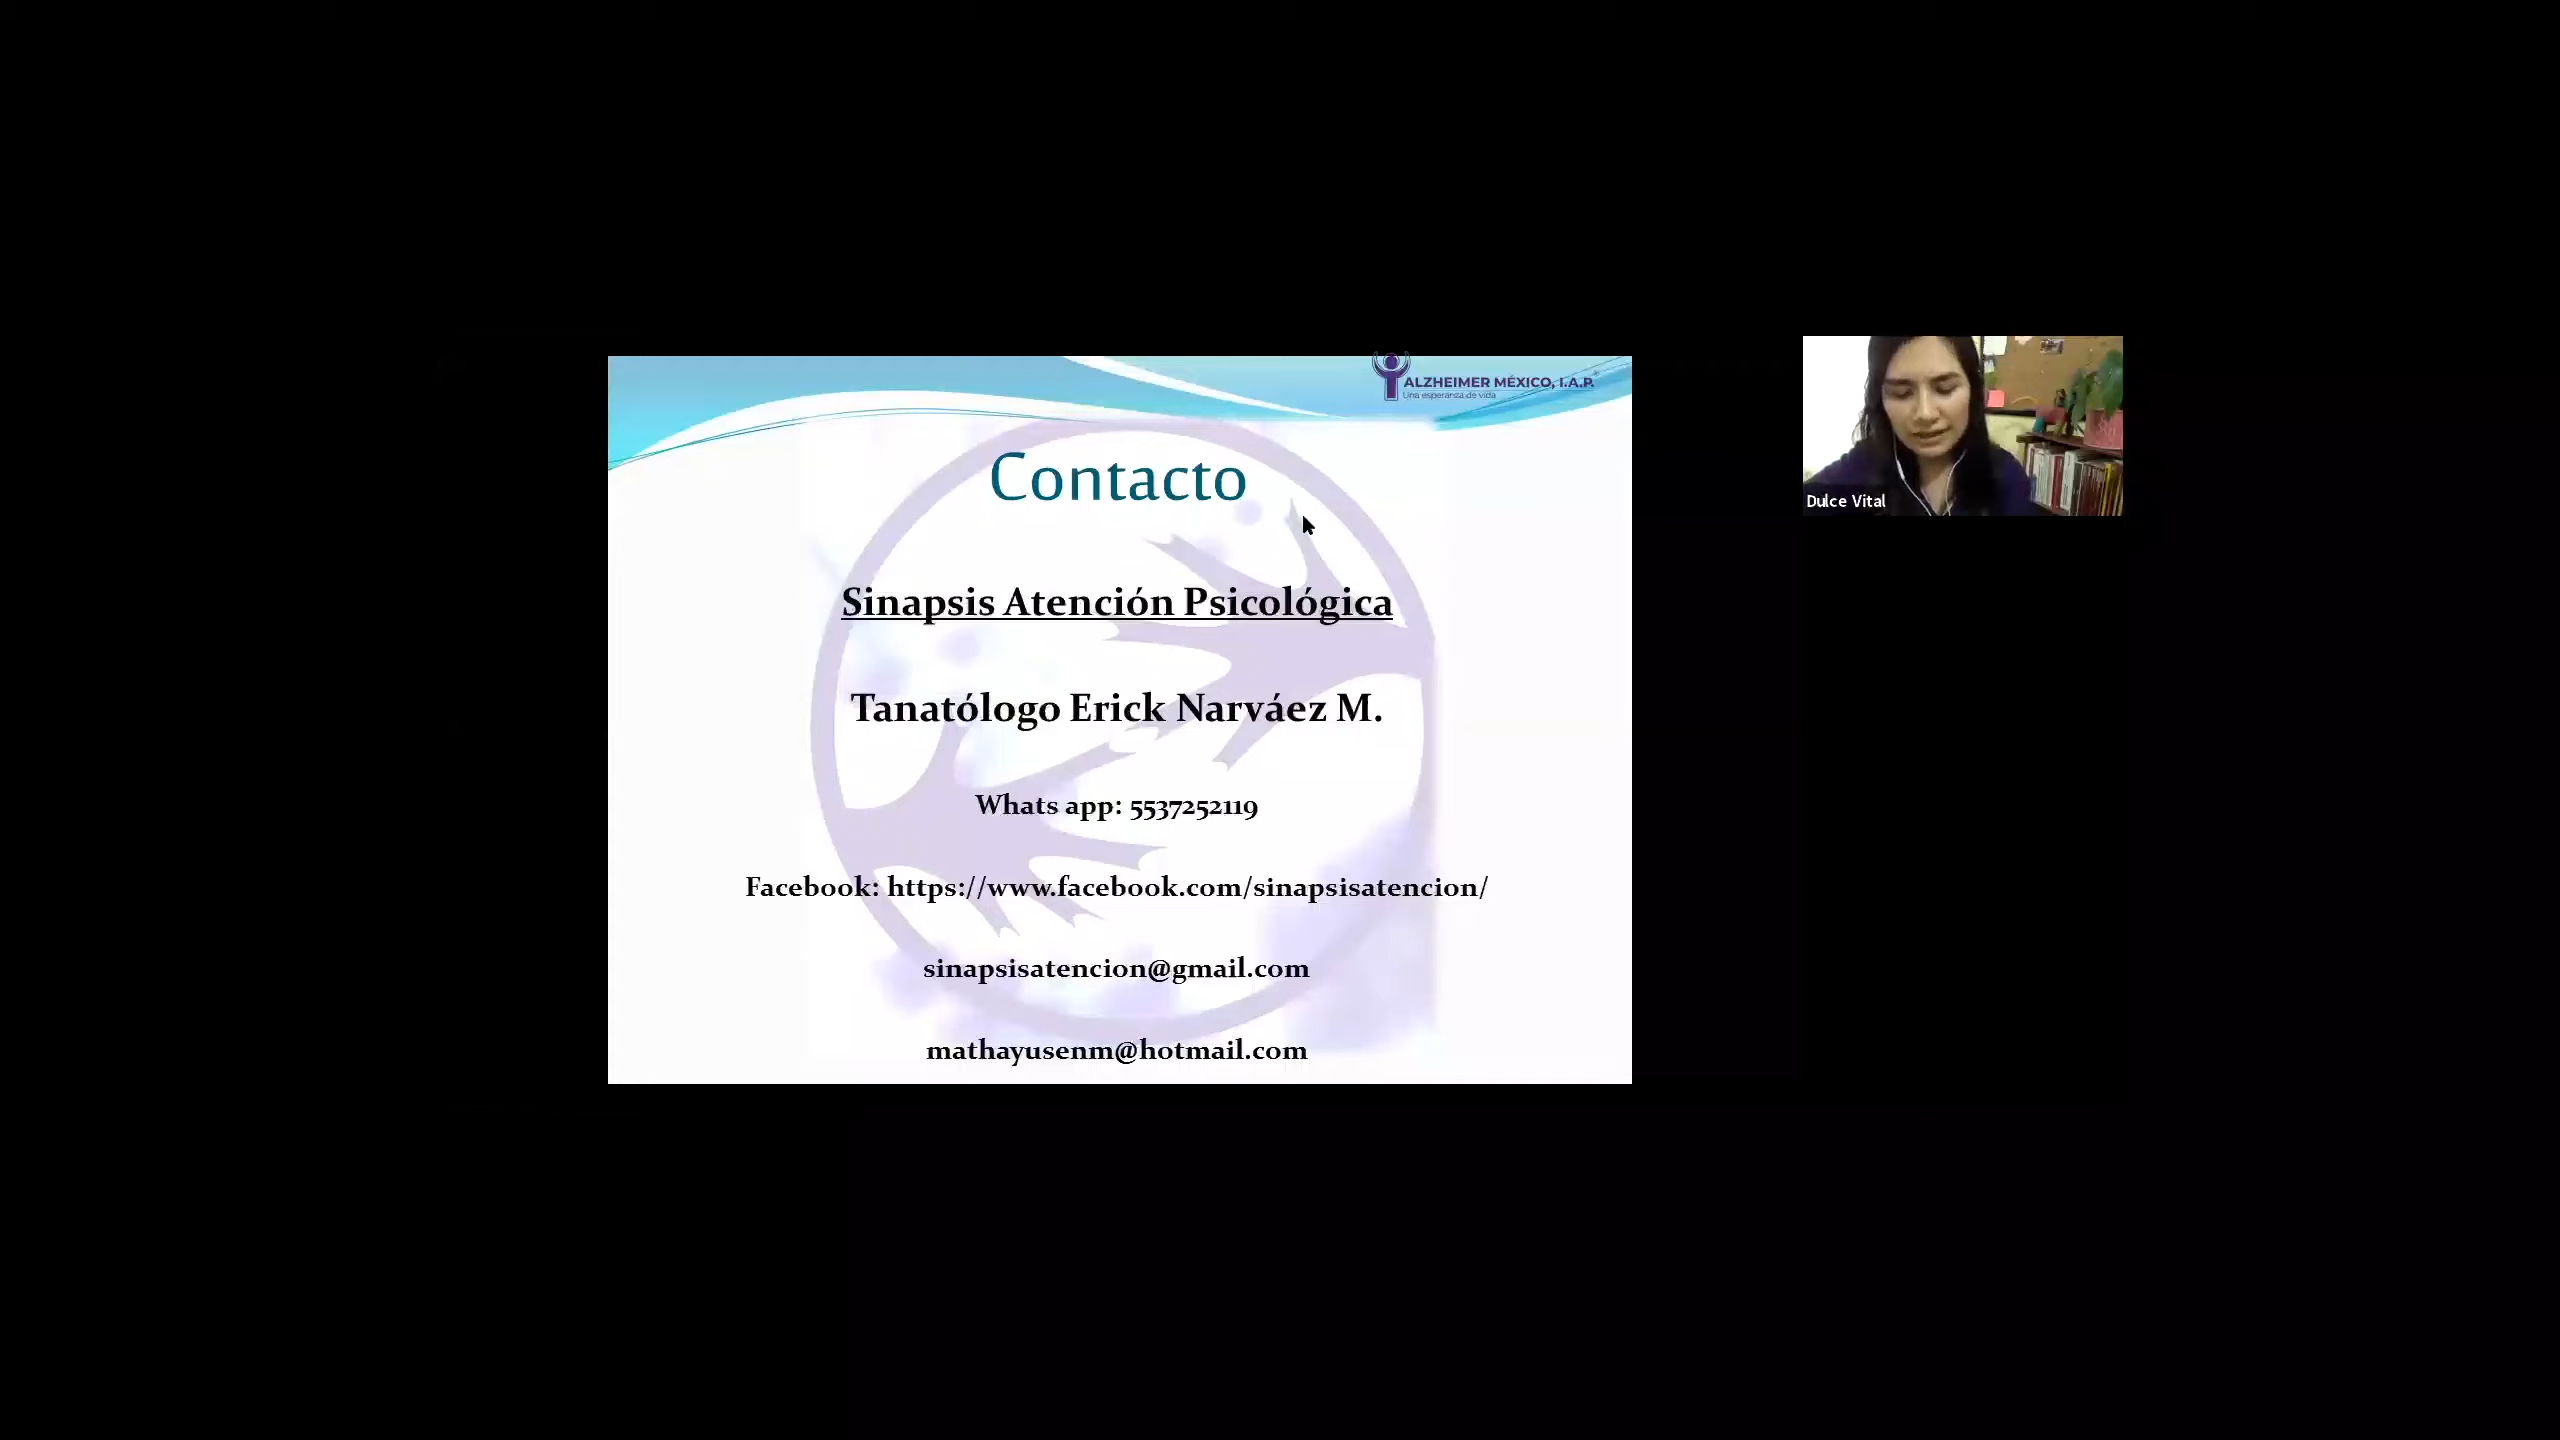 ALZHEIMER MÉXICO, I.A.P.®
Una esperanza de vida
Contacto
Sinapsis Atención Psicológica
Tanatólogo Erick Narváez M.
Whats app: 5537252119
Facebook: https://www.facebook.com/sinapsisatencion/
sinapsisatencion@gmail.com
mathayusenm@hotmail.com
Dulce Vital